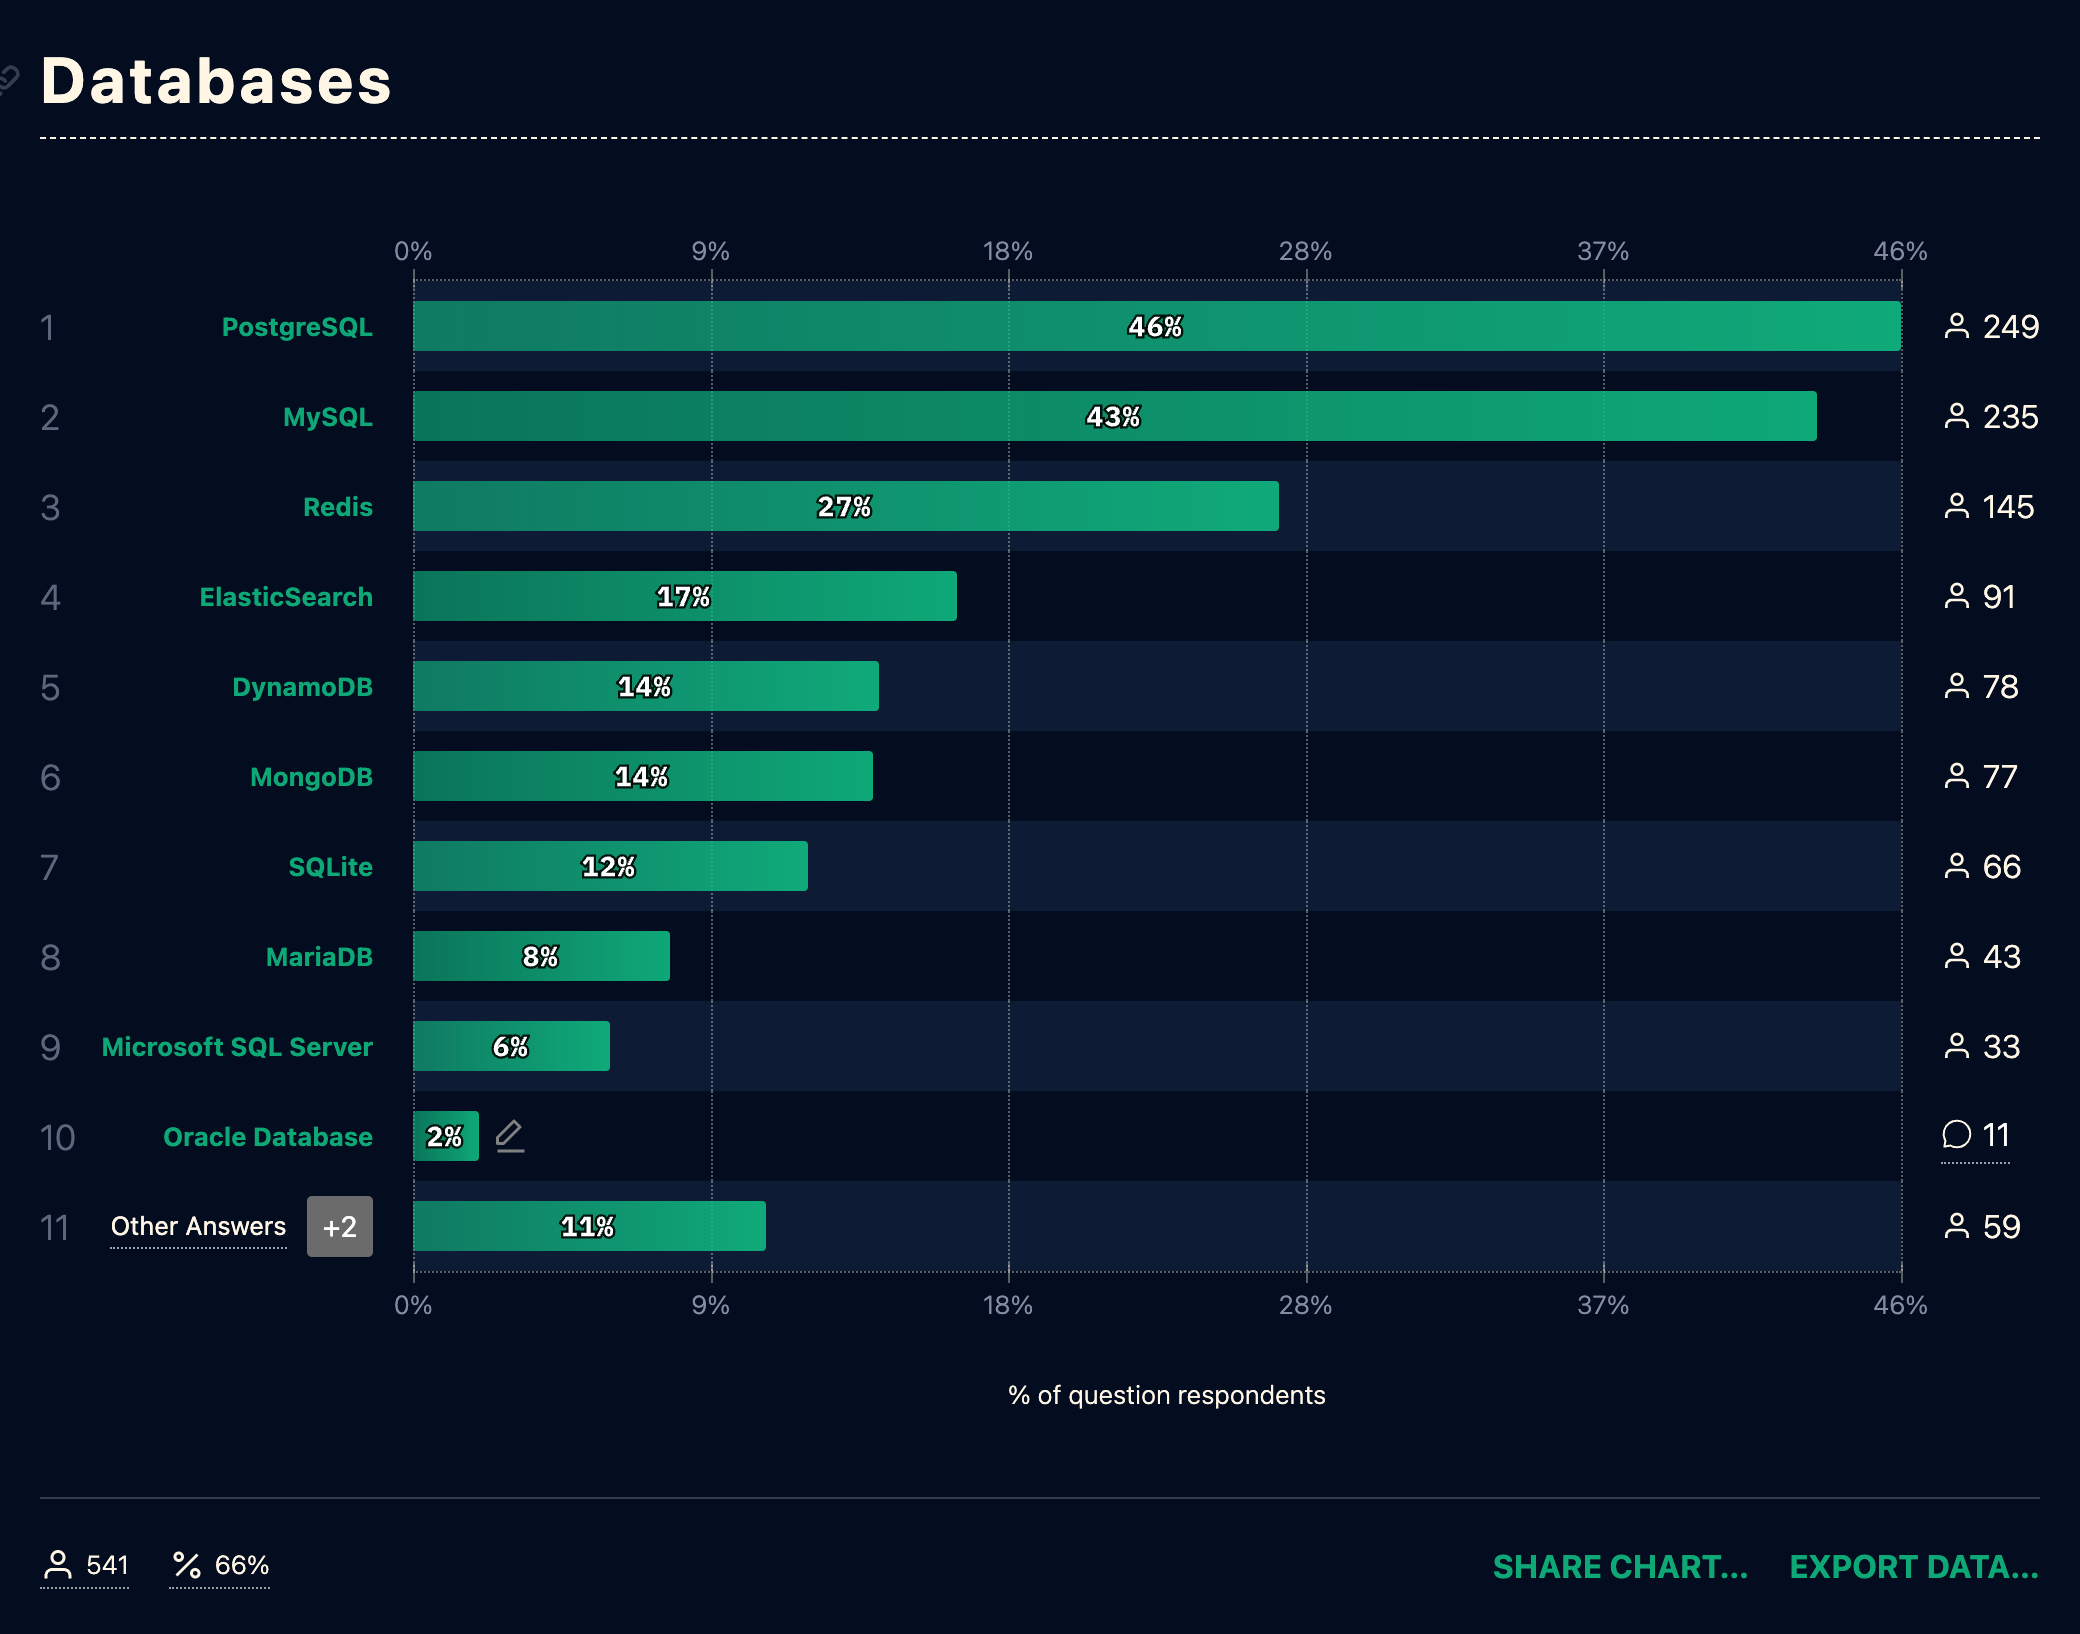 Databases
0% 9% 18% 28% 37% 46%
1 PostgreSQL 46% 249
2 MySQL 43% 235
3 Redis 27% 145
4 ElasticSearch 17% 91
5 DynamoDB 14% 78
6 MongoDB 14% 77
7 SQLite 12% 66
8 MariaDB 8% 43
9 Microsoft SQL Server 6% 33
10 Oracle Database 2% 11
11 Other Answers +2 11% 59
0% 9% 18% 28% 37% 46%
% of question respondents
541 66% SHARE CHART... EXPORT DATA...